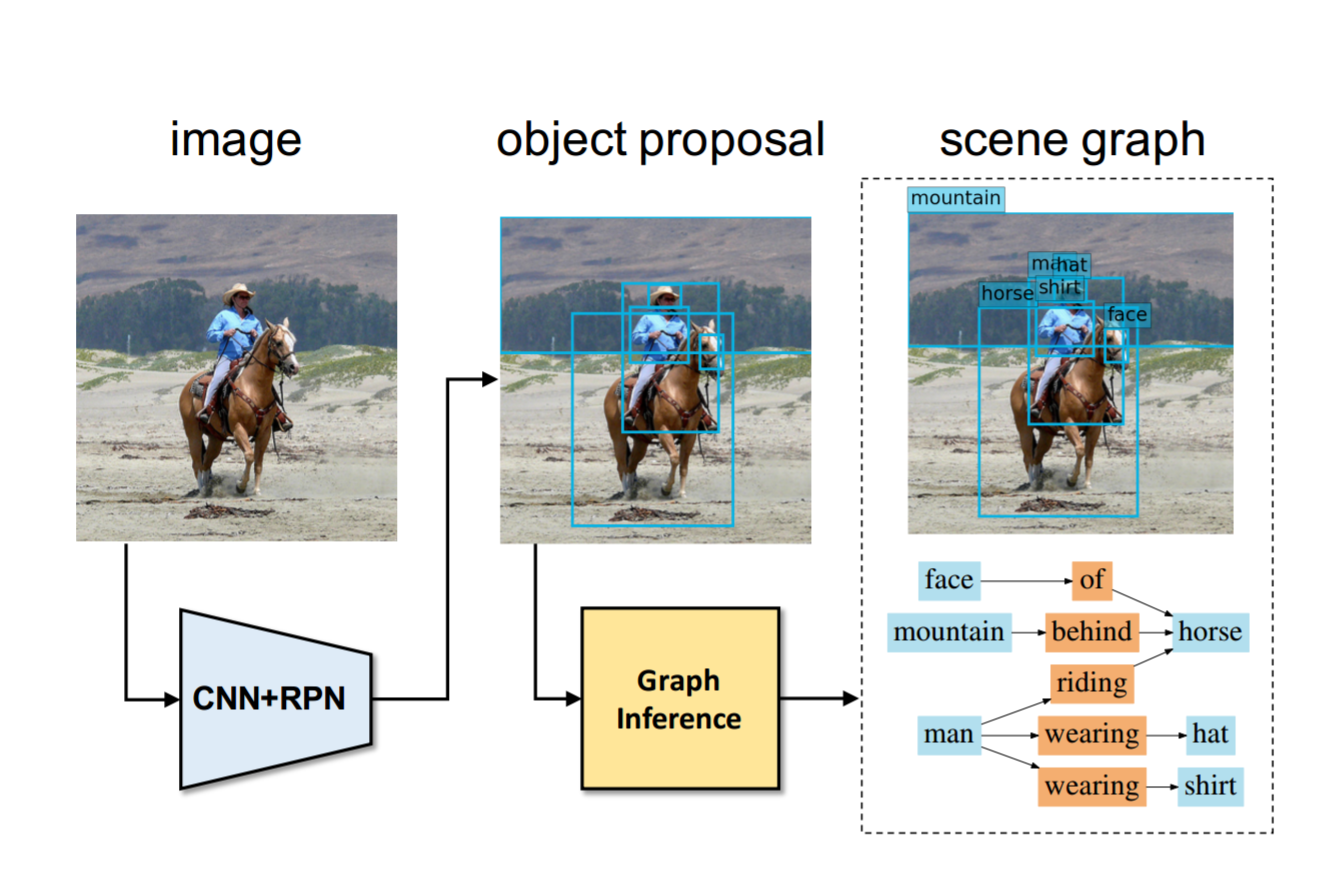 image
object proposal
scene graph
mountain
man
hat
shirt
horse
face
face
of
mountain
behind
horse
riding
man
wearing
hat
wearing
shirt
CNN+RPN
Graph
Inference